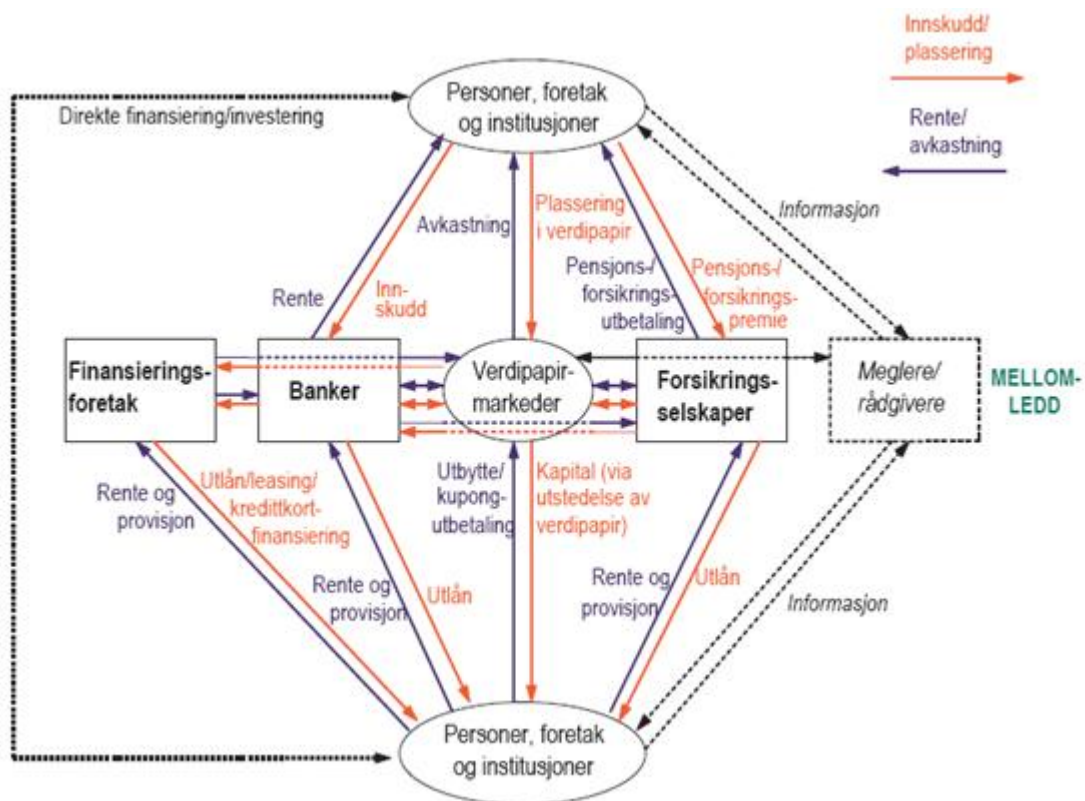 Innskudd/
plassering
Personer, foretak
og institusjoner
Direkte finansiering/investering
Rente/
avkastning
Informasjon
Avkastning
Plassering
i verdipapir
Pensjons-/
forsikrings-
utbetaling
Pensjons-/
forsikrings-
premie
Rente
Inn-
skudd
Finansierings-
foretak
Banker
Verdipapir-
markeder
Forsikrings-
selskaper
Meglere/
rådgivere
MELLOM-
LEDD
Rente og
provisjon
Utlån/leasing/
kredittkort-
finansiering
Utbytte/
kupong-
utbetaling
Kapital (via
utstedelse av
verdipapir)
Rente og
provisjon
Utlån
Rente og
provisjon
Utlån
Informasjon
Personer, foretak
og institusjoner